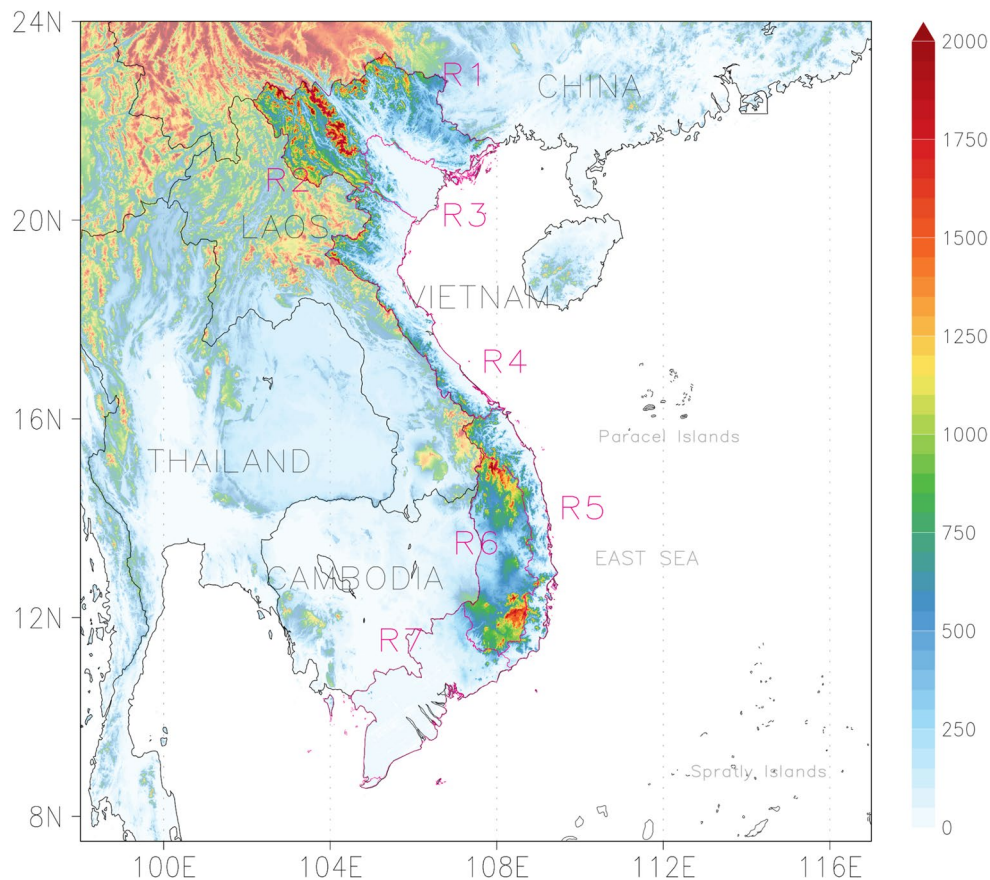 24N
2000
R1
CHINA
1750
R2
20N
R3
LAOS
1500
VIETNAM
1250
R4
16N
Paracel Islands
1000
THAILAND
R5
750
R6
EAST SEA
CAMBODIA
12N
500
R7
250
Spratly Islands
8N
0
100E
104E
108E
112E
116E